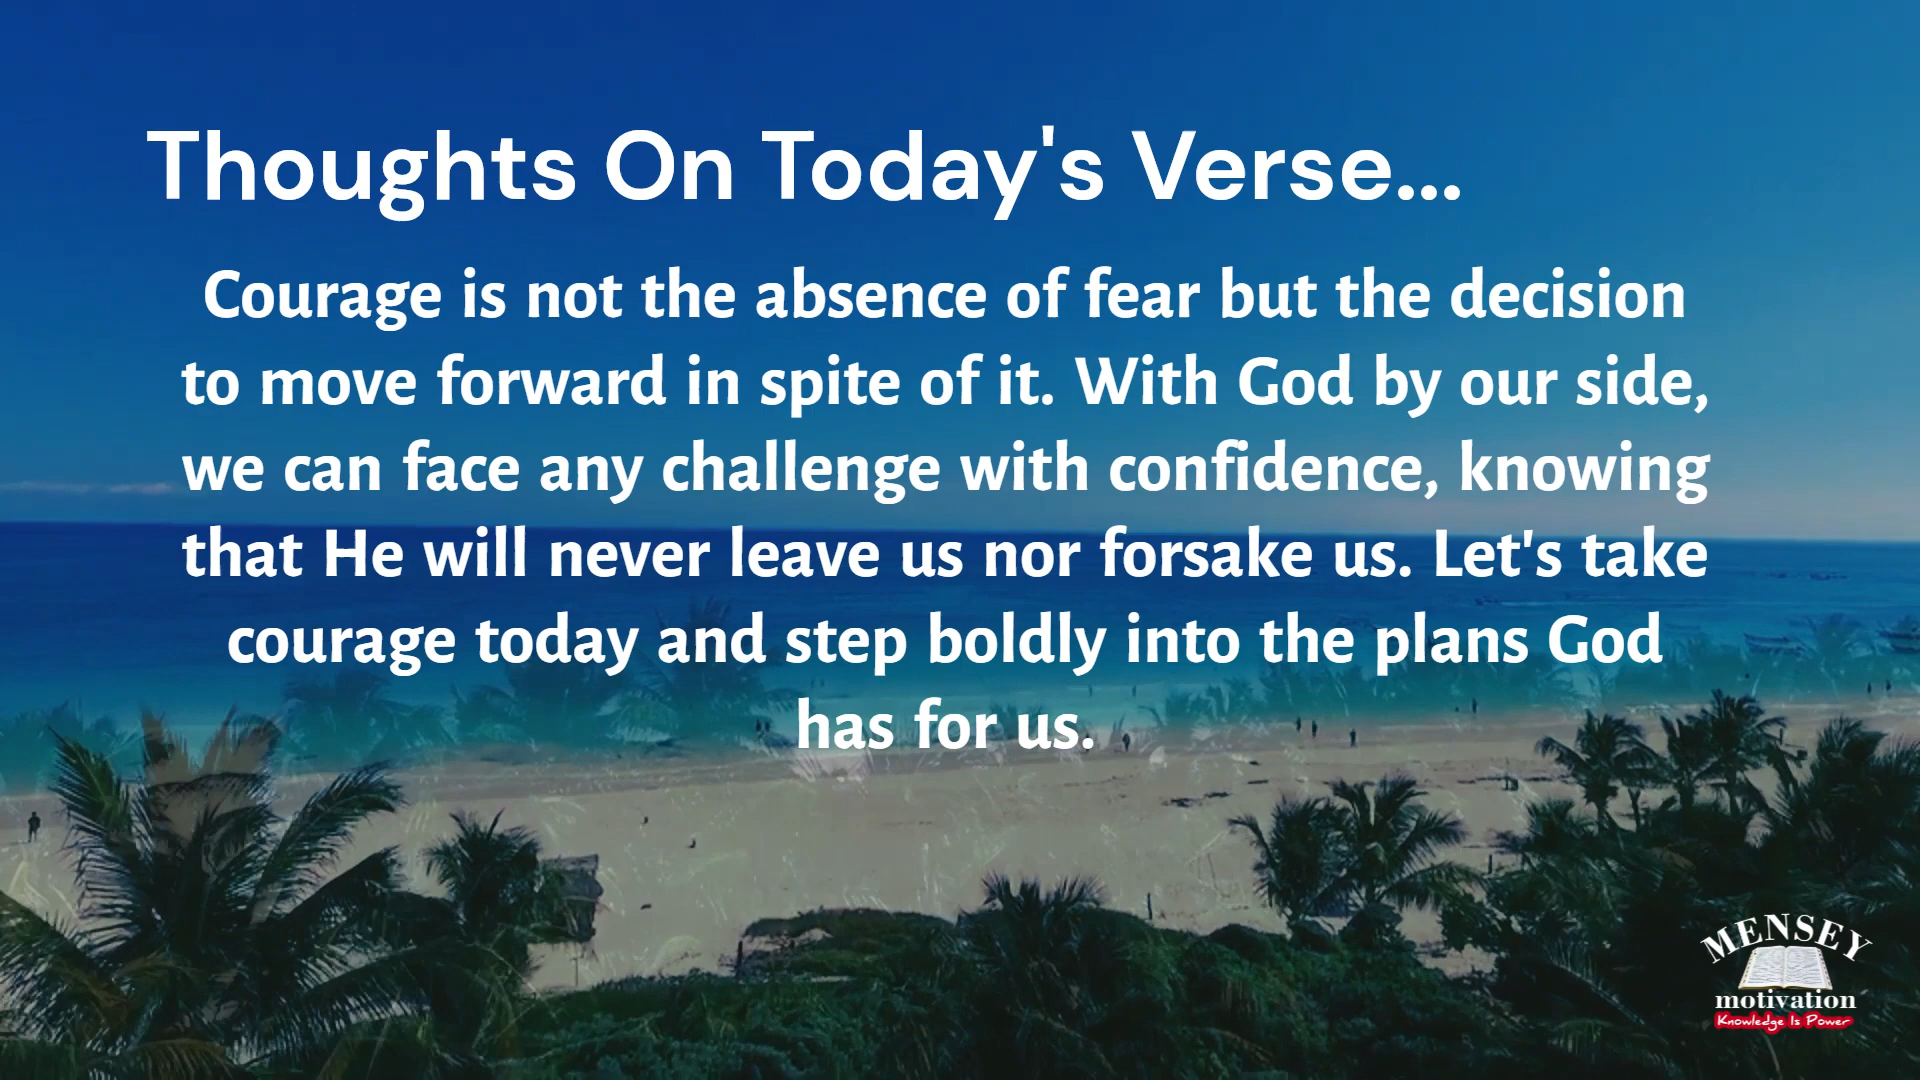 Thoughts On Today's Verse...
Courage is not the absence of fear but the decision
to move forward in spite of it. With God by our side,
we can face any challenge with confidence, knowing
that He will never leave us nor forsake us. Let's take
courage today and step boldly into the plans God
has for us.
MENSEY
motivation
Knowledge Is Power